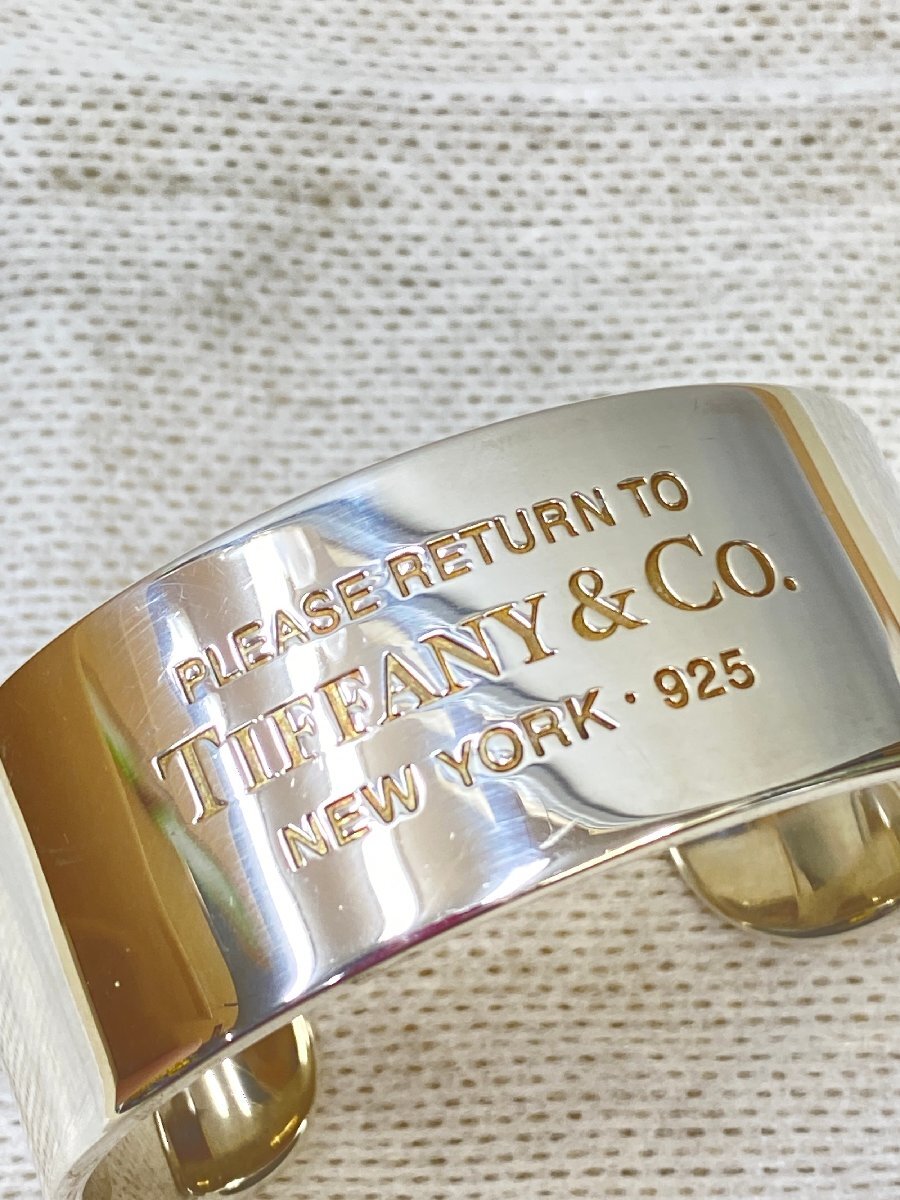 PLEASE RETURN TO
TIFFANY & CO.
NEW YORK · 925